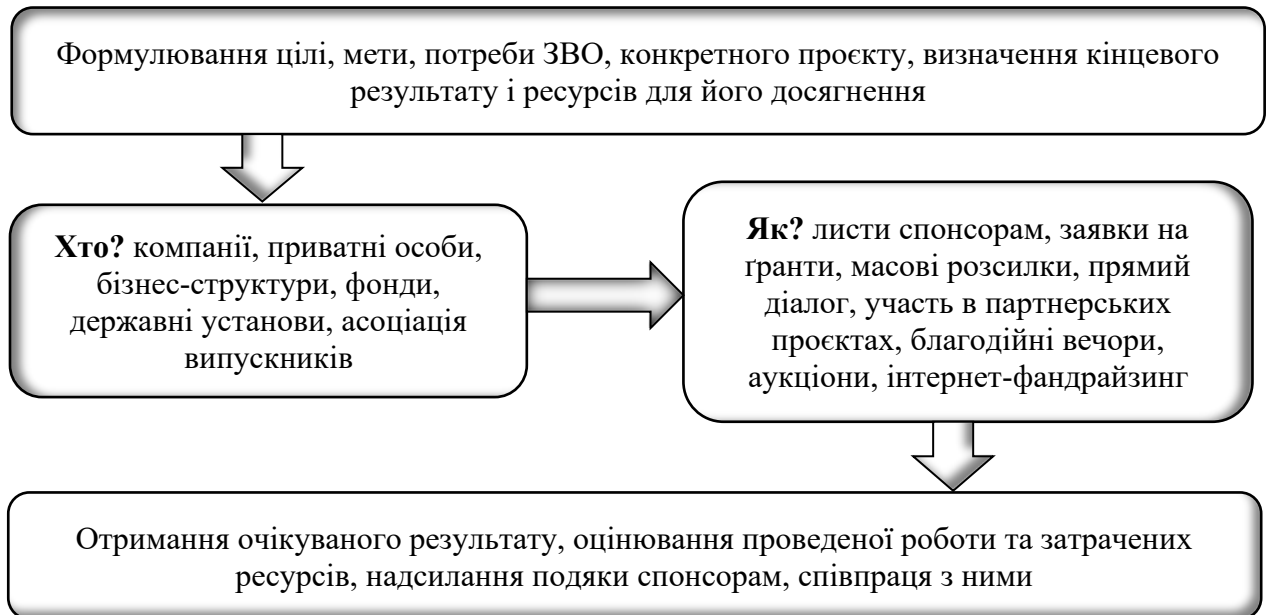 Формулювання цілі, мети, потреби ЗВО, конкретного проєкту, визначення кінцевого
результату і ресурсів для його досягнення
Хто? компанії, приватні особи,
бізнес-структури, фонди,
державні установи, асоціація
випускників
Як? листи спонсорам, заявки на
ґранти, масові розсилки, прямий
діалог, участь в партнерських
проєктах, благодійні вечори,
аукціони, інтернет-фандрайзинг
Отримання очікуваного результату, оцінювання проведеної роботи та затрачених
ресурсів, надсилання подяки спонсорам, співпраця з ними